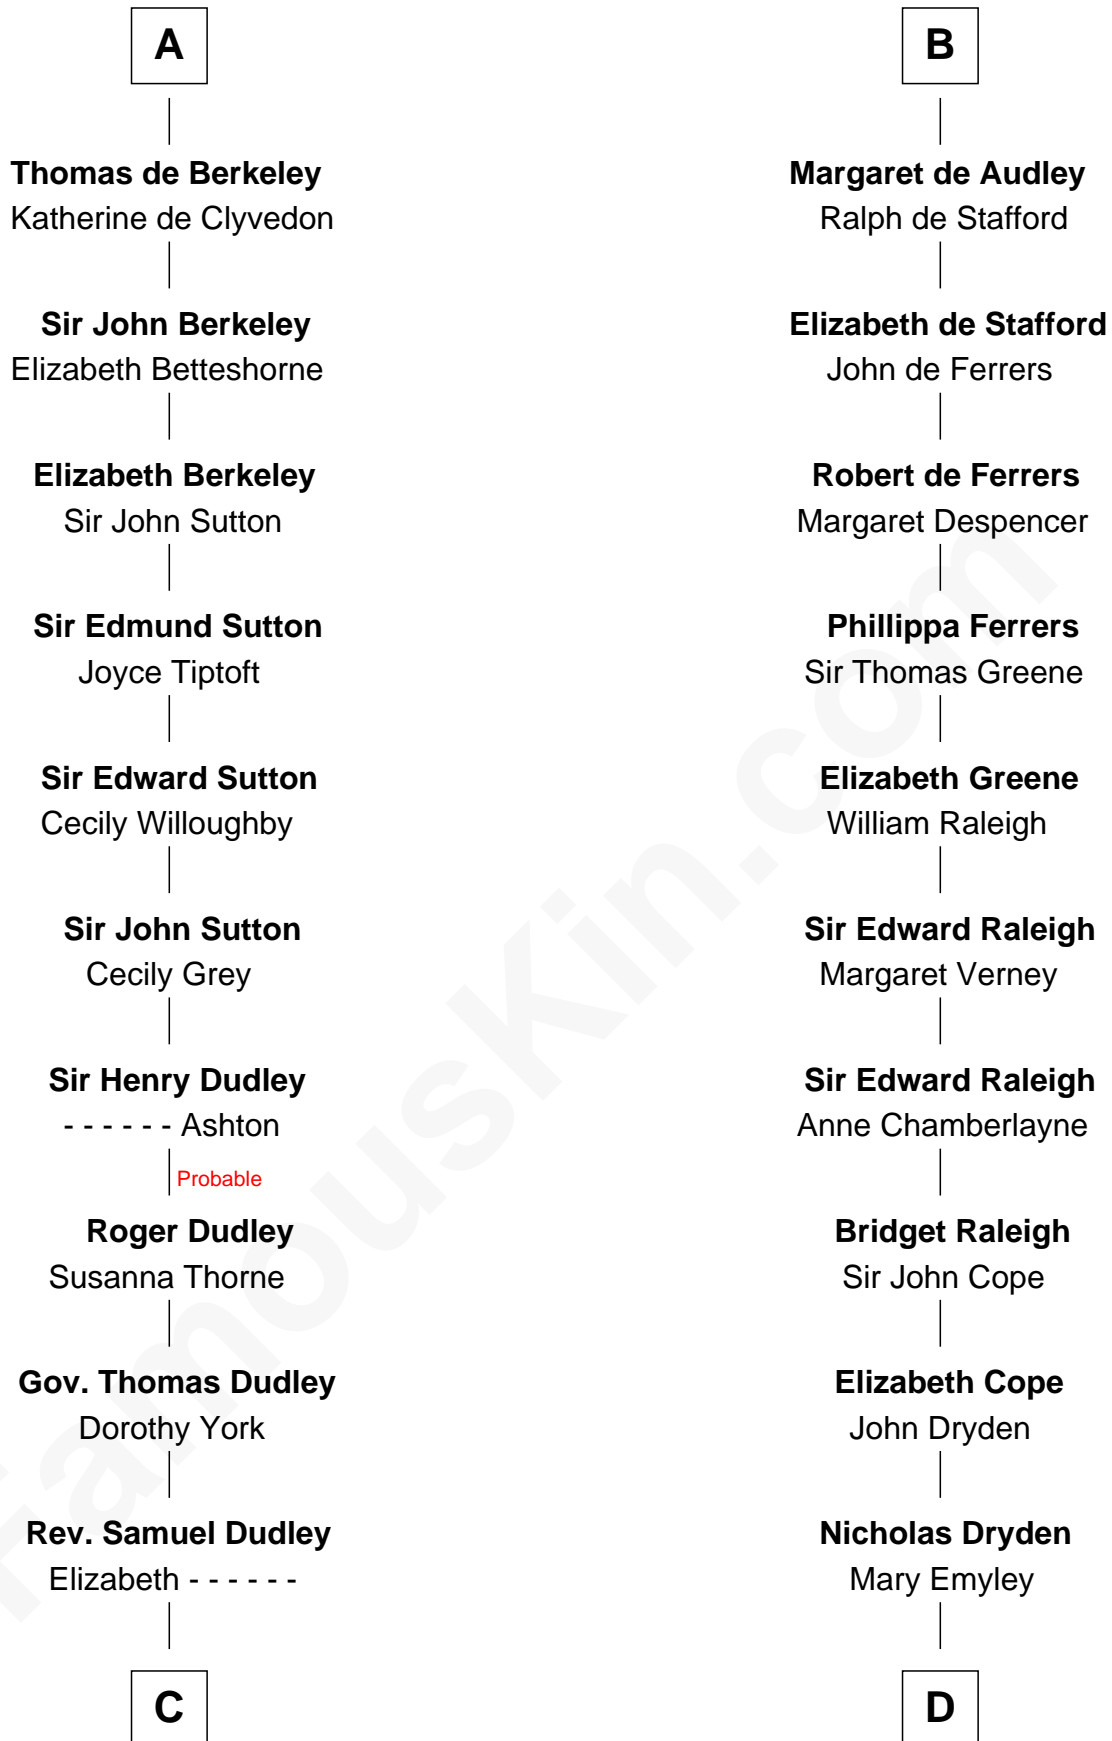 A
Thomas de Berkeley
Katherine de Clyvedon
Sir John Berkeley
Elizabeth Betteshorne
Elizabeth Berkeley
Sir John Sutton
Sir Edmund Sutton
Joyce Tiptoft
Sir Edward Sutton
Cecily Willoughby
Sir John Sutton
Cecily Grey
Sir Henry Dudley
- - - - - - Ashton
Probable
Roger Dudley
Susanna Thorne
Gov. Thomas Dudley
Dorothy York
Rev. Samuel Dudley
Elizabeth - - - - - -
C
B
Margaret de Audley
Ralph de Stafford
Elizabeth de Stafford
John de Ferrers
Robert de Ferrers
Margaret Despencer
Phillippa Ferrers
Sir Thomas Greene
Elizabeth Greene
William Raleigh
Sir Edward Raleigh
Margaret Verney
Sir Edward Raleigh
Anne Chamberlayne
Bridget Raleigh
Sir John Cope
Elizabeth Cope
John Dryden
Nicholas Dryden
Mary Emyley
D
FamousKin.com